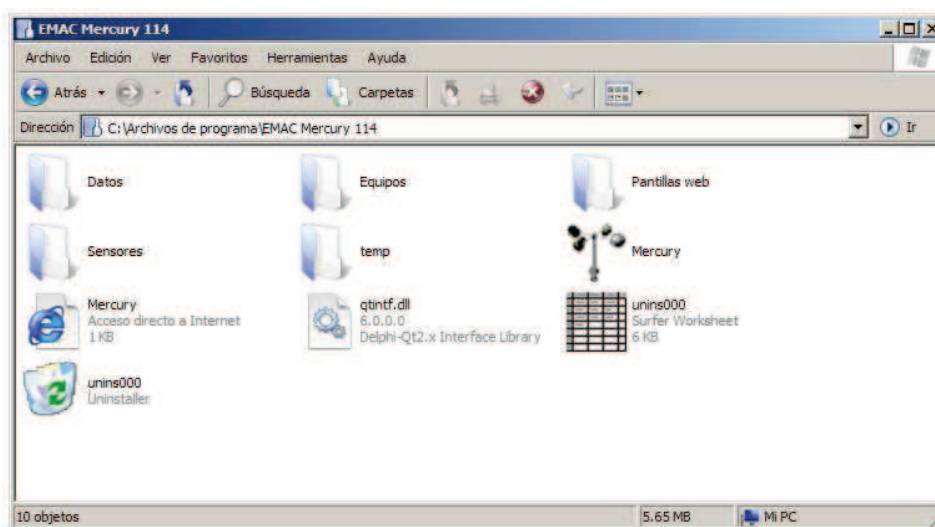 EMAC Mercury 114
Archivo Edición Ver Favoritos Herramientas Ayuda
Atrás Búsqueda Carpetas
Dirección C:\Archivos de programa\EMAC Mercury 114 Ir
Datos
Equipos
Pantillas web
Sensores
temp
Mercury
Mercury
Acceso directo a Internet
1 KB
qtintf.dll
6.0.0.0
Delphi-Qt2.x Interface Library
unins000
Surfer Worksheet
6 KB
unins000
Uninstaller
10 objetos 5.65 MB Mi PC